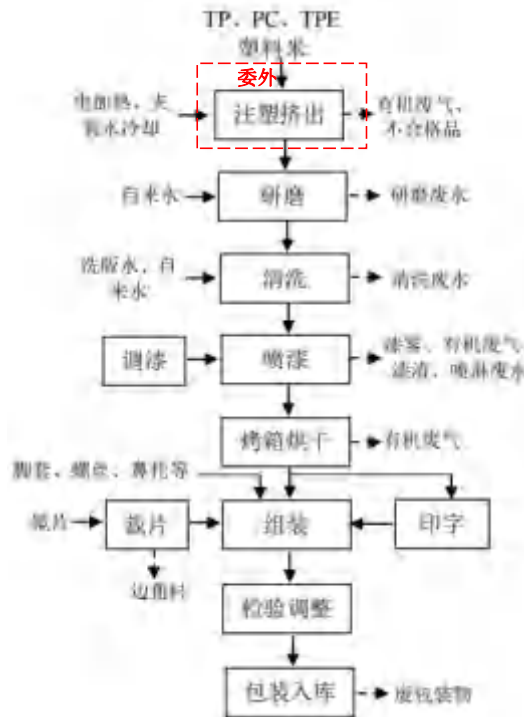 TP、PC、TPE
塑料米
委外
电加热、夹
套水冷却
注塑挤出
有机废气、
不合格品
自来水
研磨
研磨废水
洗版水、自
来水
清洗
清洗废水
调漆
喷漆
漆雾、有机废气
漆渣、喷淋废水
烤箱烘干
有机废气
脚套、螺丝、鼻托等
镜片
裁片
组装
印字
边角料
检验调整
包装入库
废包装物